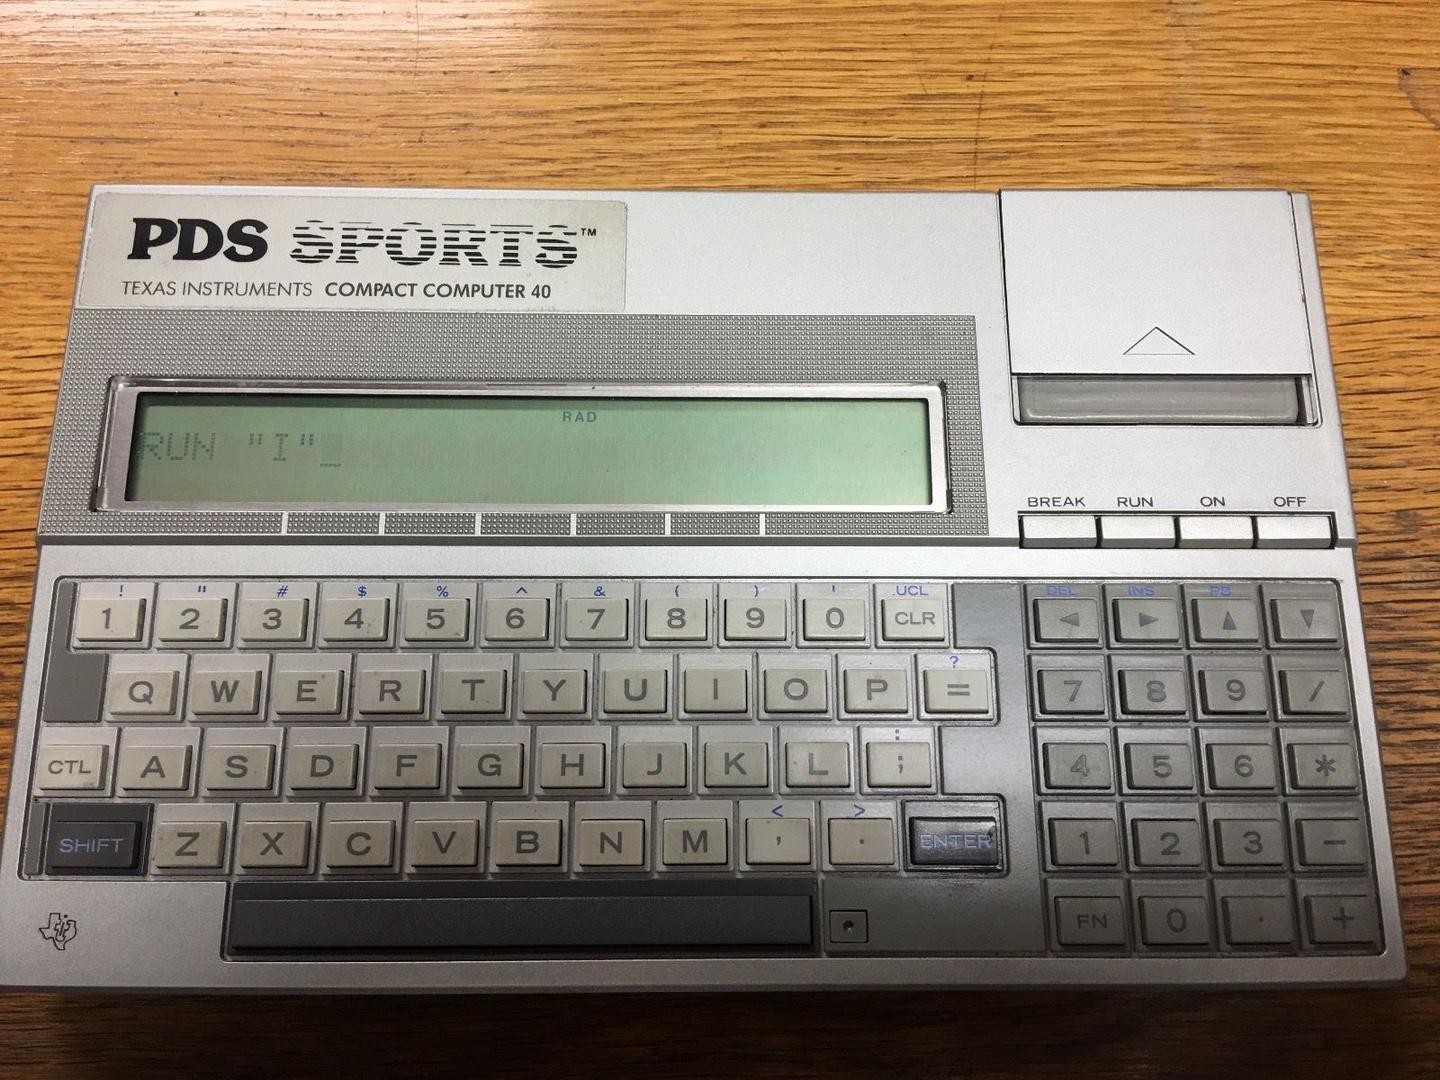 PDS SPORTS™
TEXAS INSTRUMENTS COMPACT COMPUTER 40
RAD
RUN "I"_
BREAK RUN ON OFF
! " # $ % ^ & ( ) ' UCL
1 2 3 4 5 6 7 8 9 0 CLR
DEL INS PB
◀ ▶ ▲ ▼
?
Q W E R T Y U I O P =
7 8 9 /
:
CTL A S D F G H J K L ;
4 5 6 *
< >
SHIFT Z X C V B N M , . ENTER
1 2 3 −
FN 0 . +